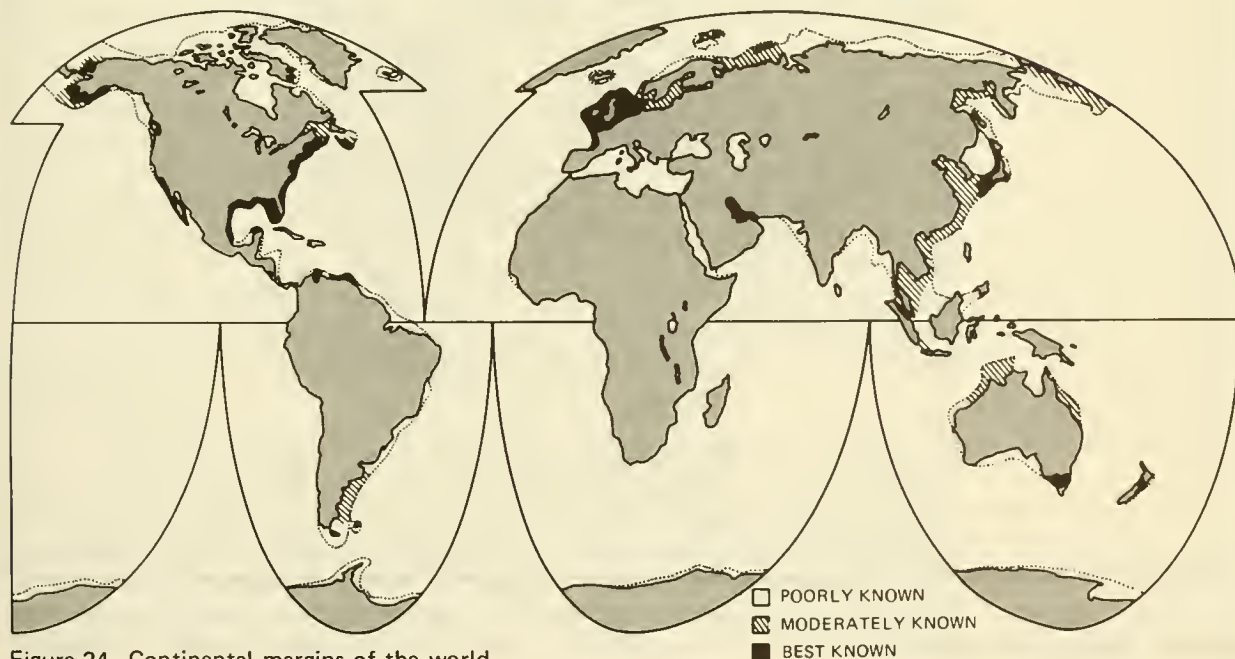 POORLY KNOWN
MODERATELY KNOWN
BEST KNOWN
Figure 24. Continental margins of the world.